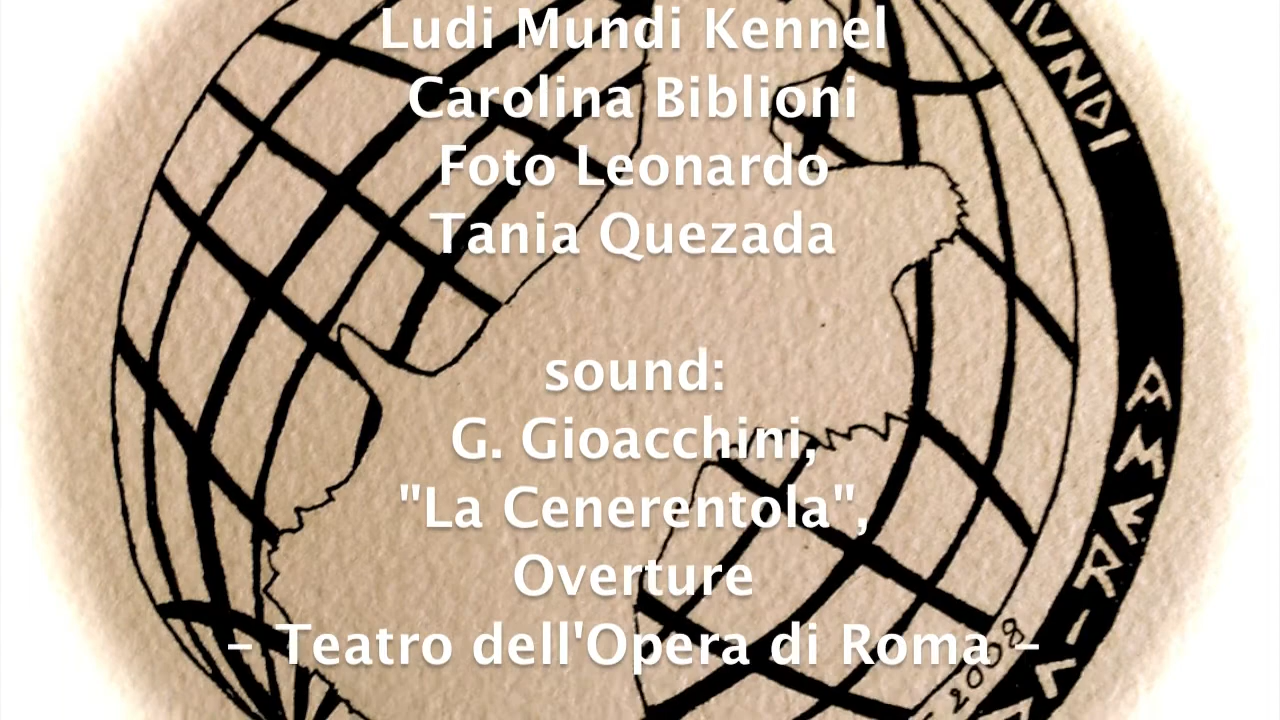 Ludi Mundi Kennel
Carolina Biblioni
Foto Leonardo
Tania Quezada
sound:
G. Gioacchini,
"La Cenerentola",
Overture
- Teatro dell'Opera di Roma -
2008